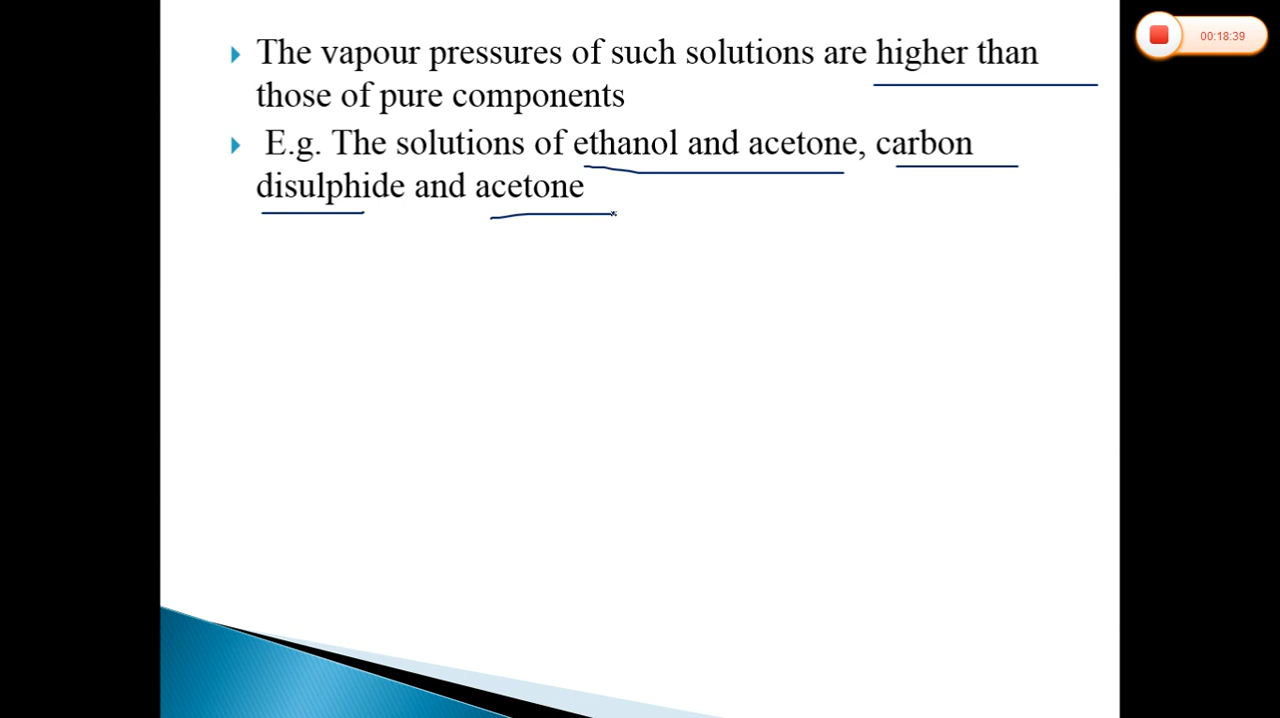 The vapour pressures of such solutions are higher than
those of pure components
E.g. The solutions of ethanol and acetone, carbon
disulphide and acetone
00:18:39